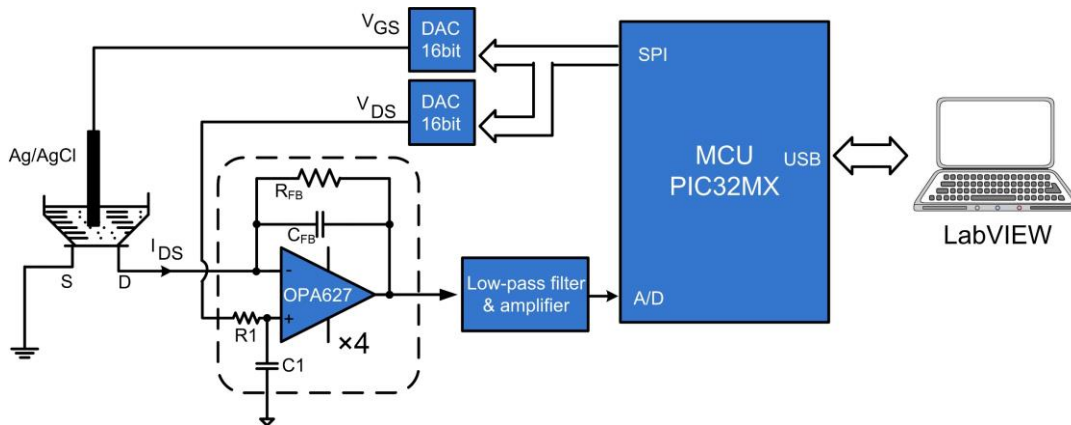 VGS
DAC
16bit
SPI
VDS
DAC
16bit
Ag/AgCl
MCU
PIC32MX
USB
RFB
CFB
IDS
S
D
-
OPA627
+
R1
×4
C1
Low-pass filter
& amplifier
A/D
LabVIEW